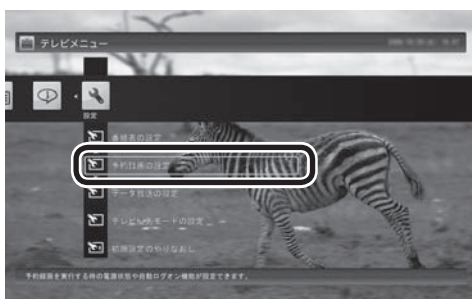 テレビメニュー
設定
番組表の設定
予約録画の設定
データ放送の設定
テレビ起動モードの設定
初期設定のやりなおし
予約録画を実行する時の電源状態や自動ログオン機能が設定できます。